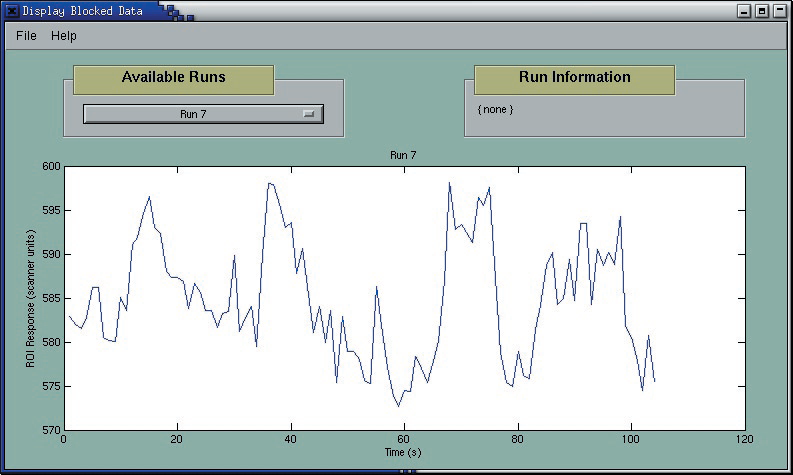 Display Blocked Data
File Help
Available Runs
Run Information
Run 7
{ none }
Run 7
ROI Response (scanner units)
600
595
590
585
580
575
570
0 20 40 60 80 100 120
Time (s)